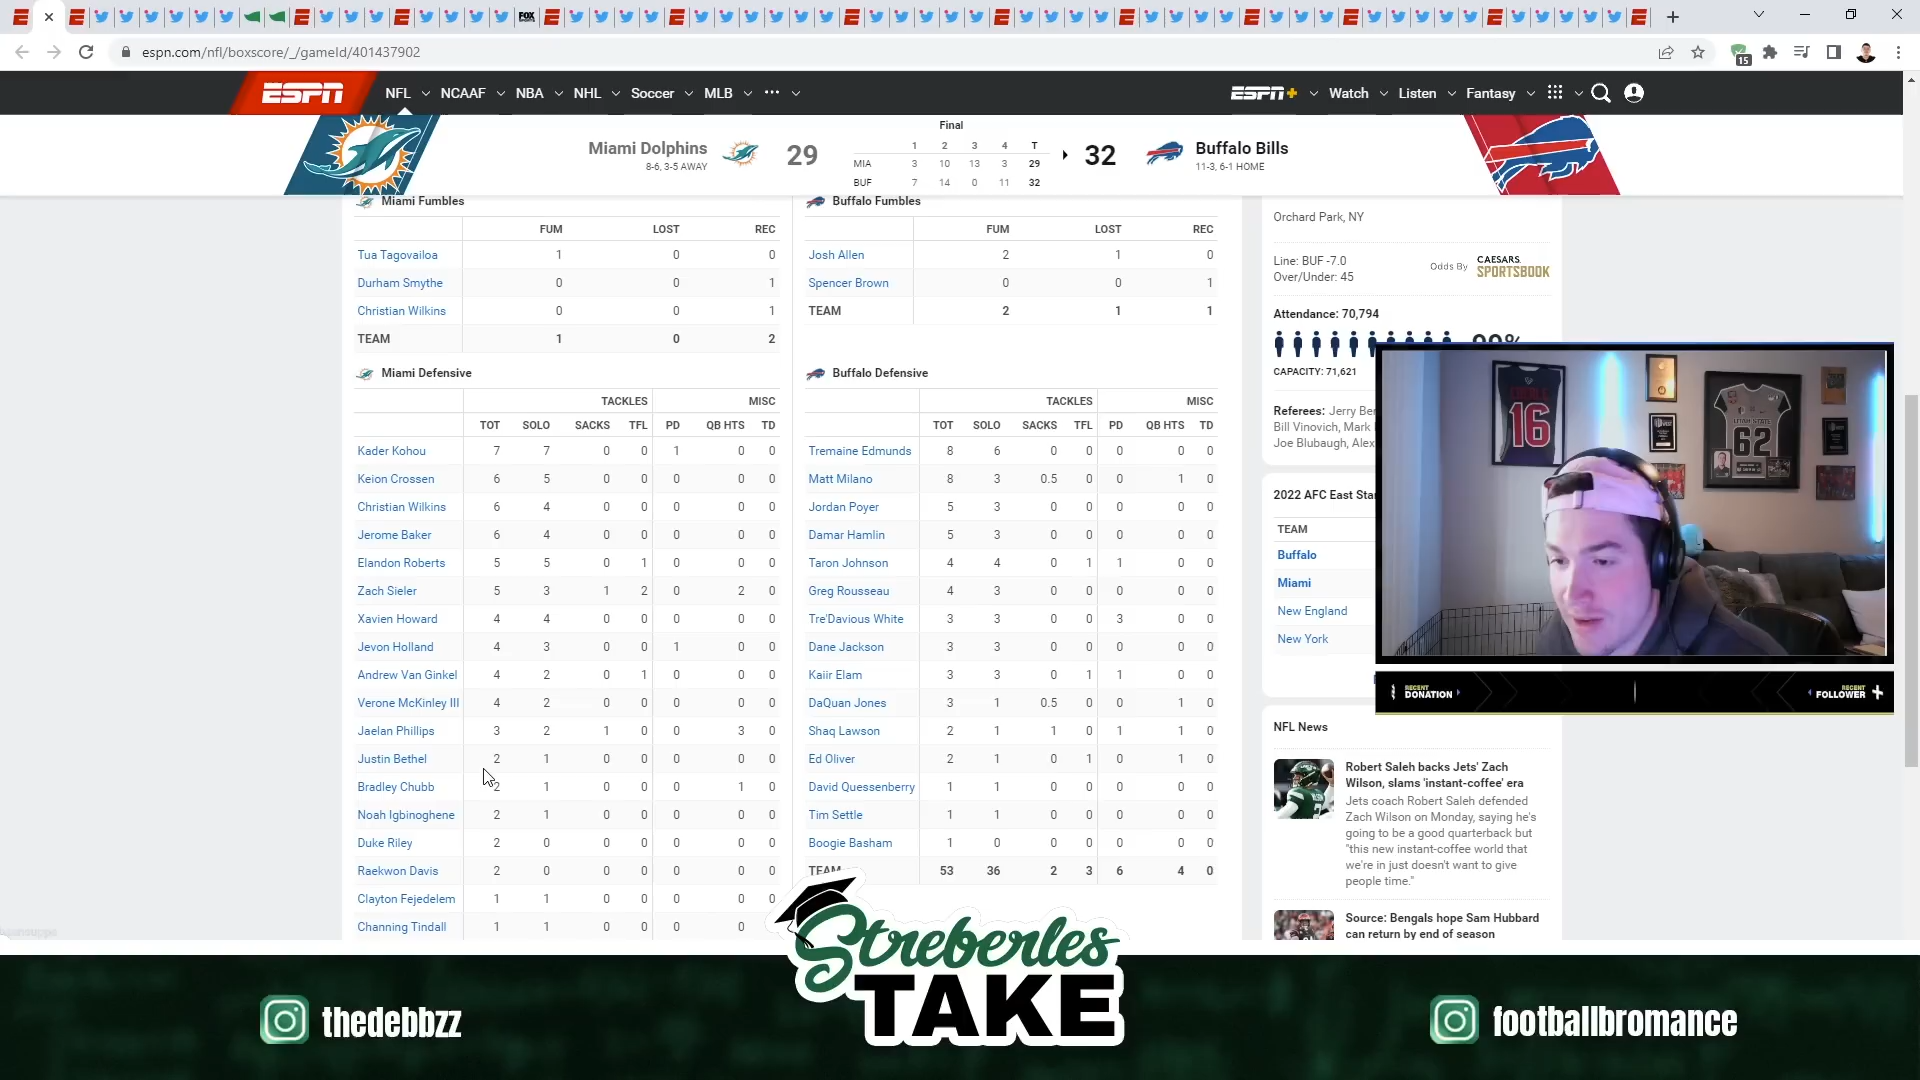 15
espn.com/nfl/boxscore/_/gameId/401437902
ESPN NFL NCAAF NBA NHL Soccer MLB ESPN+ Watch Listen Fantasy
Final
Miami Dolphins 29
8-6, 3-5 AWAY
1 2 3 4 T
MIA 3 10 13 3 29
BUF 7 14 0 11 32
32 Buffalo Bills
11-3, 6-1 HOME
Miami Fumbles
FUM LOST REC
Tua Tagovailoa 1 0 0
Durham Smythe 0 0 1
Christian Wilkins 0 0 1
TEAM 1 0 2
Buffalo Fumbles
FUM LOST REC
Josh Allen 2 1 0
Spencer Brown 0 0 1
TEAM 2 1 1
Miami Defensive
TACKLES MISC
TOT SOLO SACKS TFL PD QB HTS TD
Kader Kohou 7 7 0 0 1 0 0
Keion Crossen 6 5 0 0 0 0 0
Christian Wilkins 6 4 0 0 0 0 0
Jerome Baker 6 4 0 0 0 0 0
Elandon Roberts 5 5 0 1 0 0 0
Zach Sieler 5 3 1 2 0 2 0
Xavien Howard 4 4 0 0 0 0 0
Jevon Holland 4 3 0 0 1 0 0
Andrew Van Ginkel 4 2 0 1 0 0 0
Verone McKinley III 4 2 0 0 0 0 0
Jaelan Phillips 3 2 1 0 0 3 0
Justin Bethel 2 1 0 0 0 0 0
Bradley Chubb 2 1 0 0 0 1 0
Noah Igbinoghene 2 1 0 0 0 0 0
Duke Riley 2 0 0 0 0 0 0
Raekwon Davis 2 0 0 0 0 0 0
Clayton Fejedelem 1 1 0 0 0 0 0
Channing Tindall 1 1 0 0 0 0
Buffalo Defensive
TACKLES MISC
TOT SOLO SACKS TFL PD QB HTS TD
Tremaine Edmunds 8 6 0 0 0 0 0
Matt Milano 8 3 0.5 0 0 1 0
Jordan Poyer 5 3 0 0 0 0 0
Damar Hamlin 5 3 0 0 0 0 0
Taron Johnson 4 4 0 1 1 0 0
Greg Rousseau 4 3 0 0 0 0 0
Tre'Davious White 3 3 0 0 3 0 0
Dane Jackson 3 3 0 0 0 0 0
Kaiir Elam 3 3 0 1 1 0 0
DaQuan Jones 3 1 0.5 0 0 1 0
Shaq Lawson 2 1 1 0 1 1 0
Ed Oliver 2 1 0 1 0 1 0
David Quessenberry 1 1 0 0 0 0 0
Tim Settle 1 1 0 0 0 0 0
Boogie Basham 1 0 0 0 0 0 0
TEAM 53 36 2 3 6 4 0
Orchard Park, NY
Line: BUF -7.0
Over/Under: 45
Odds By CAESARS SPORTSBOOK
Attendance: 70,794
CAPACITY: 71,621
Referees: Jerry
Bill Vinovich, Mark
Joe Blubaugh, Alex
2022 AFC East
TEAM
Buffalo
Miami
New England
New York
16
62
RECENT DONATION
RECENT FOLLOWER
NFL News
Robert Saleh backs Jets' Zach
Wilson, slams 'instant-coffee' era
Jets coach Robert Saleh defended
Zach Wilson on Monday, saying he's
going to be a good quarterback but
"this new instant-coffee world that
we're in just doesn't want to give
people time."
Source: Bengals hope Sam Hubbard
can return by end of season
Streberles
TAKE
thedebbzz
footballbromance